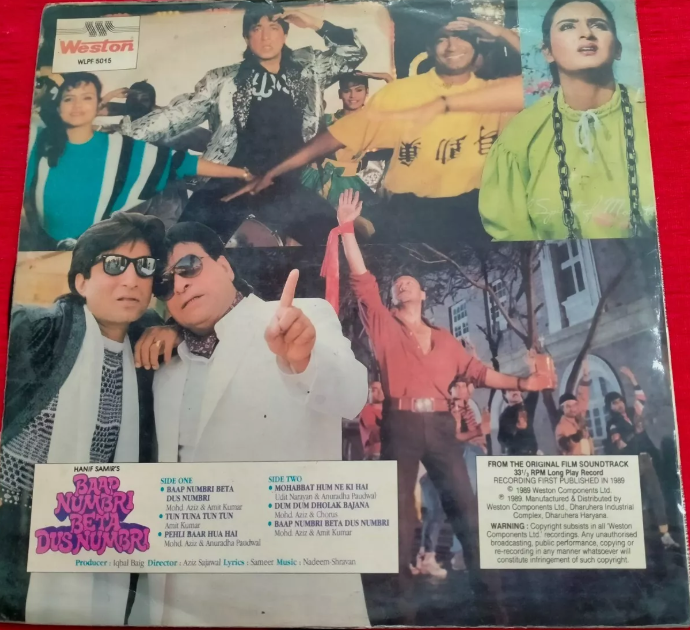 Weston
WLPF 5015
HANIF SAMIR'S
BAAP
NUMBRI
BETA
DUS NUMBRI
SIDE ONE
• BAAP NUMBRI BETA
DUS NUMBRI
Mohd. Aziz & Amit Kumar
• TUN TUNA TUN TUN
Amit Kumar
• PEHLI BAAR HUA HAI
Mohd. Aziz & Anuradha Paudwal
SIDE TWO
• MOHABBAT HUM NE KI HAI
Udit Narayan & Anuradha Paudwal
• DUM DUM DHOLAK BAJANA
Mohd. Aziz & Chorus
• BAAP NUMBRI BETA DUS NUMBRI
Mohd. Aziz & Amit Kumar
Producer : Iqbal Baig Director : Aziz Sajawal Lyrics : Sameer Music : Nadeem-Shravan
FROM THE ORIGINAL FILM SOUNDTRACK
33⅓ RPM Long Play Record
RECORDING FIRST PUBLISHED IN 1989
© 1989 Weston Components Ltd.
℗ 1989. Manufactured & Distributed by
Weston Components Ltd., Dharuhera Industrial
Complex, Dharuhera Haryana.
WARNING : Copyright subsists in all 'Weston
Components Ltd.' recordings. Any unauthorised
broadcasting, public performance, copying or
re-recording in any manner whatsoever will
constitute infringement of such copyright.